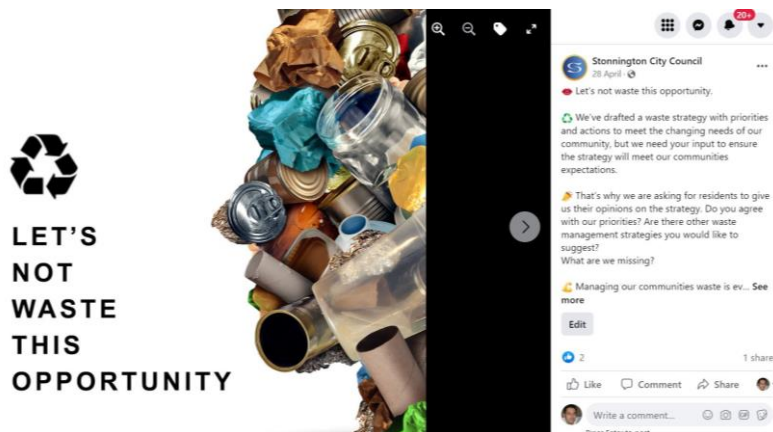 LET'S
NOT
WASTE
THIS
OPPORTUNITY
20+
Stonnington City Council
28 April ·
Let's not waste this opportunity.
We've drafted a waste strategy with priorities
and actions to meet the changing needs of our
community, but we need your input to ensure
the strategy will meet our communities
expectations.
That's why we are asking for residents to give
us their opinions on the strategy. Do you agree
with our priorities? Are there other waste
management strategies you would like to
suggest?
What are we missing?
Managing our communities waste is ev... See
more
Edit
2
1 share
Like
Comment
Share
Write a comment...